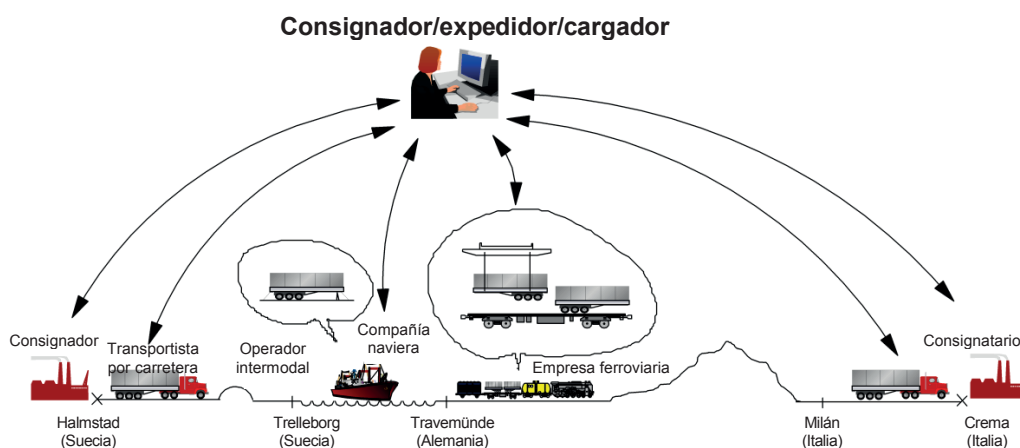 Consignador/expedidor/cargador
Consignador
Transportista
por carretera
Operador
intermodal
Compañía
naviera
Empresa ferroviaria
Consignatario
Halmstad
(Suecia)
Trelleborg
(Suecia)
Travemünde
(Alemania)
Milán
(Italia)
Crema
(Italia)